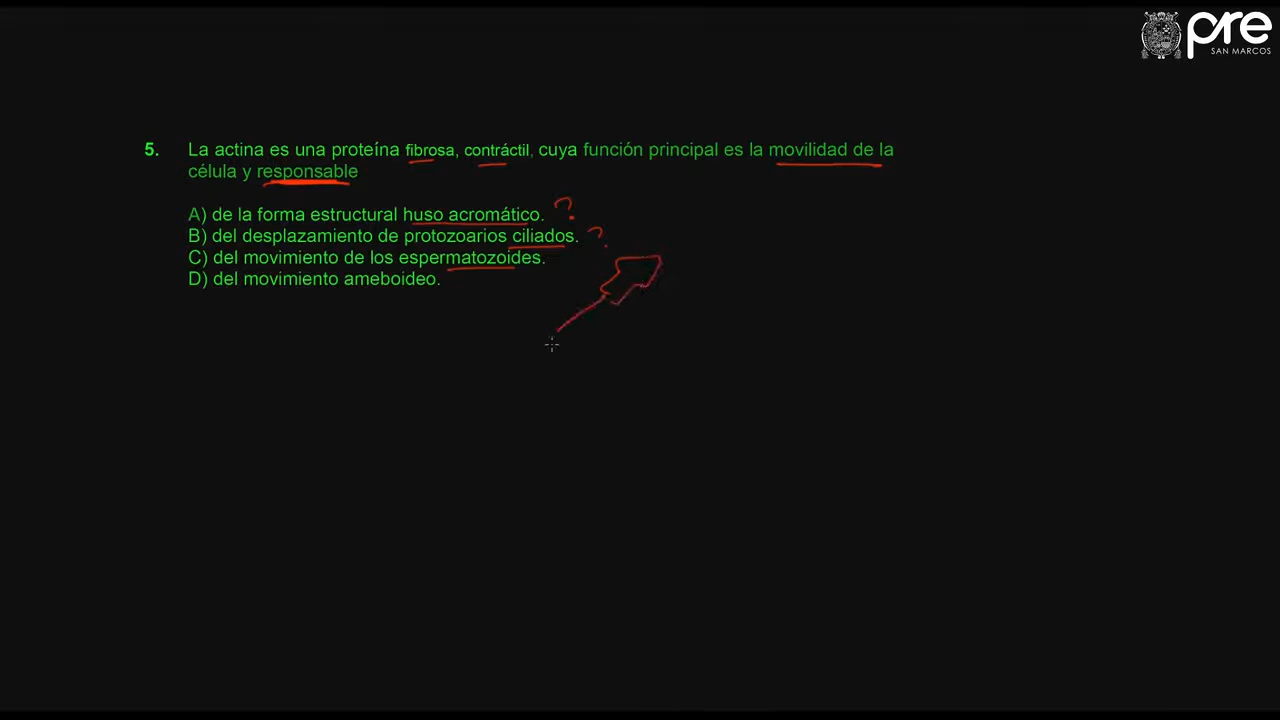 pre
SAN MARCOS
5. La actina es una proteína fibrosa, contráctil, cuya función principal es la movilidad de la
célula y responsable
A) de la forma estructural huso acromático. ?
B) del desplazamiento de protozoarios ciliados. ?
C) del movimiento de los espermatozoides.
D) del movimiento ameboideo.